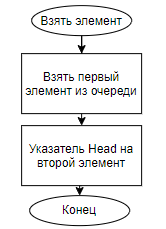 Взять элемент
Взять первый
элемент из очереди
Указатель Head на
второй элемент
Конец